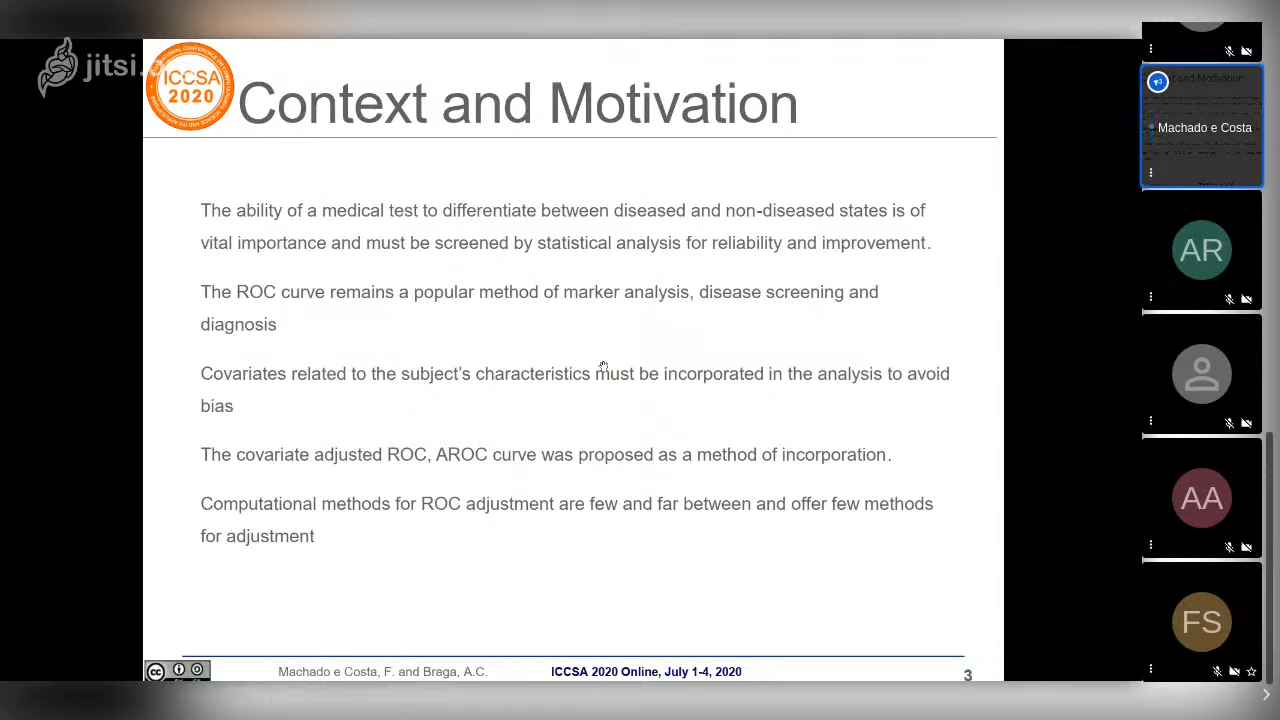 jitsi.
ICCSA
2020
Context and Motivation
The ability of a medical test to differentiate between diseased and non-diseased states is of
vital importance and must be screened by statistical analysis for reliability and improvement.
The ROC curve remains a popular method of marker analysis, disease screening and
diagnosis
Covariates related to the subject's characteristics must be incorporated in the analysis to avoid
bias
The covariate adjusted ROC, AROC curve was proposed as a method of incorporation.
Computational methods for ROC adjustment are few and far between and offer few methods
for adjustment
Machado e Costa, F. and Braga, A.C.
ICCSA 2020 Online, July 1-4, 2020
3
and Motivation
Machado e Costa
AR
AA
FS